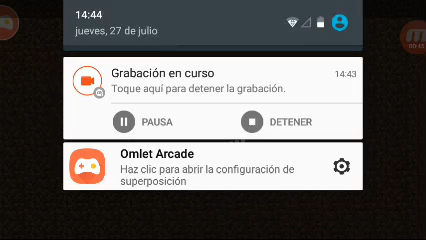 14:44
jueves, 27 de julio
Grabación en curso
14:43
Toque aquí para detener la grabación.
PAUSA
DETENER
Omlet Arcade
Haz clic para abrir la configuración de
superposición